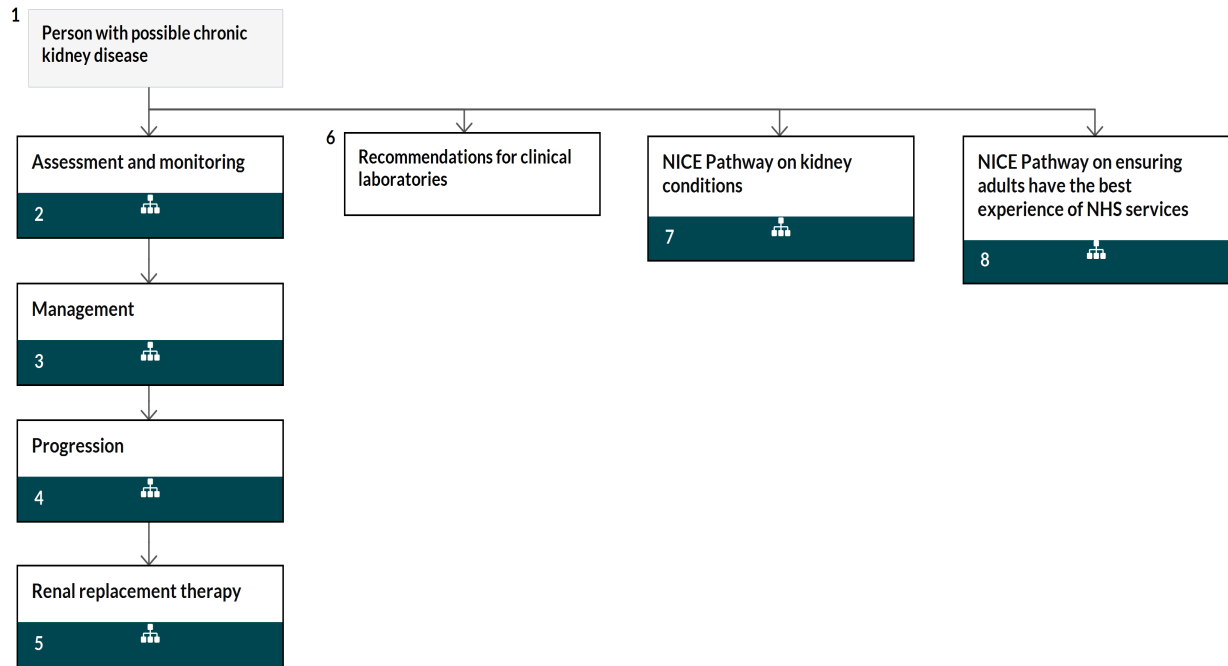 1
Person with possible chronic
kidney disease
Assessment and monitoring
2
Management
3
Progression
4
Renal replacement therapy
5
6
Recommendations for clinical
laboratories
NICE Pathway on kidney
conditions
7
NICE Pathway on ensuring
adults have the best
experience of NHS services
8